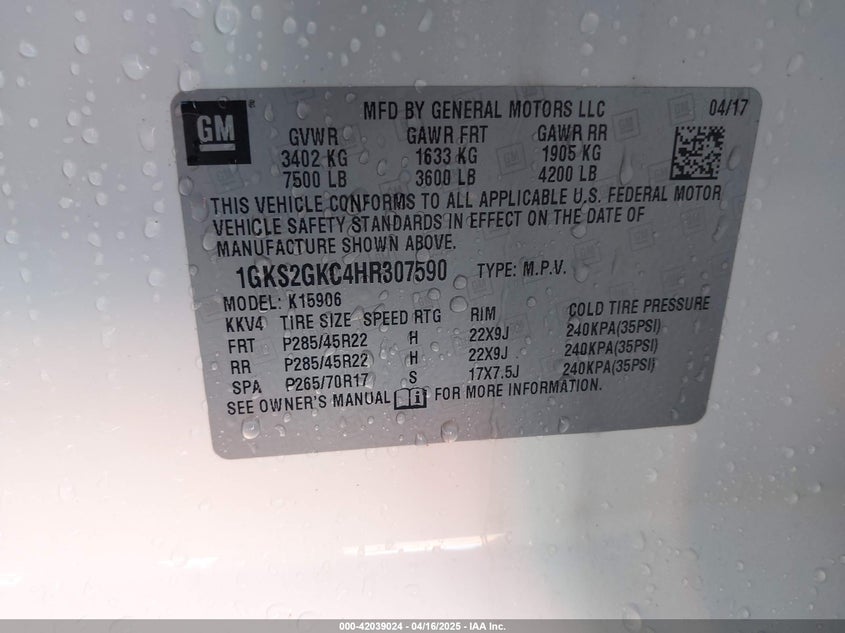 GM ® MFD BY GENERAL MOTORS LLC 04/17
GVWR GAWR FRT GAWR RR
3402 KG 1633 KG 1905 KG
7500 LB 3600 LB 4200 LB
THIS VEHICLE CONFORMS TO ALL APPLICABLE U.S. FEDERAL MOTOR
VEHICLE SAFETY STANDARDS IN EFFECT ON THE DATE OF
MANUFACTURE SHOWN ABOVE.
1GKS2GKC4HR307590 TYPE: M.P.V.
MODEL: K15906
KKV4 TIRE SIZE SPEED RTG RIM COLD TIRE PRESSURE
FRT P285/45R22 H 22X9J 240KPA(35PSI)
RR P285/45R22 H 22X9J 240KPA(35PSI)
SPA P265/70R17 S 17X7.5J 240KPA(35PSI)
SEE OWNER'S MANUAL FOR MORE INFORMATION.
000-42039024 - 04/16/2025 - IAA Inc.